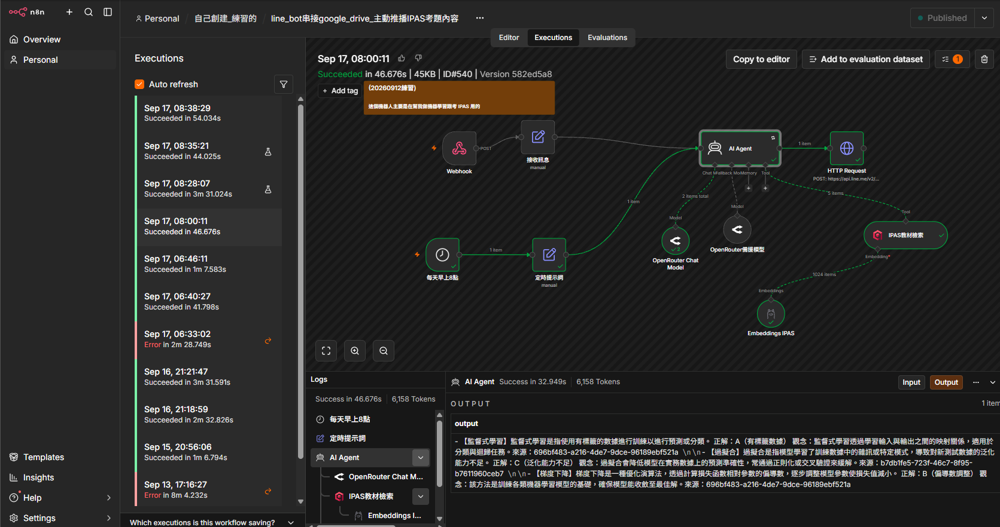 n8n
Overview
Personal
Templates
Insights
Help
Settings
Personal / 自己創建_練習的 / line_bot串接google_drive_主動推播IPAS考題內容 ...
Published
Editor
Executions
Evaluations
Executions
Auto refresh
Sep 17, 08:38:29
Succeeded in 54.034s
Sep 17, 08:35:21
Succeeded in 44.025s
Sep 17, 08:28:07
Succeeded in 3m 31.024s
Sep 17, 08:00:11
Succeeded in 46.676s
Sep 17, 06:46:11
Succeeded in 1m 7.583s
Sep 17, 06:40:27
Succeeded in 41.798s
Sep 17, 06:33:02
Error in 2m 28.749s
Sep 16, 21:21:47
Succeeded in 3m 31.591s
Sep 16, 21:18:59
Succeeded in 2m 32.826s
Sep 15, 20:56:06
Succeeded in 1m 6.794s
Sep 13, 17:16:27
Error in 8m 4.232s
Which executions is this workflow saving?
Sep 17, 08:00:11
Succeeded in 46.676s | 45KB | ID#540 | Version 582ed5a8
+ Add tag
Copy to editor
Add to evaluation dataset
1
(20260912練習)
這個機器人主要是在幫我做機器學習跟考 IPAS 用的
Webhook
POST
接收訊息
manual
AI Agent
Chat M
Fallback Mo
Memory
Tool
1 item
HTTP Request
POST: https://api.line.me/v2/...
2 items total
5 items
1 item
Model
Model
Tool
OpenRouter備援模型
2
OpenRouter Chat
Model
IPAS教材檢索
Embedding*
1024 items
Embeddings
Embeddings IPAS
每天早上8點
1 item
定時提示詞
manual
Logs
Success in 46.676s | 6,158 Tokens
每天早上8點
定時提示詞
AI Agent
OpenRouter Chat M...
IPAS教材檢索
Embeddings I...
AI Agent Success in 32.949s | 6,158 Tokens
Input
Output
...
OUTPUT
1 item
output
- 【監督式學習】監督式學習是指使用有標籤的數據進行訓練以進行預測或分類。 正解：A（有標籤數據） 觀念：監督式學習透過學習輸入與輸出之間的映射關係，適用於
分類與迴歸任務。來源：696bf483-a216-4de7-9dce-96189ebf521a \n\n- 【過擬合】過擬合是指模型學習了訓練數據中的雜訊或特定模式，導致對新測試數據的泛化
能力不足。 正解：C（泛化能力不足） 觀念：過擬合會降低模型在實務數據上的預測準確性，常通過正則化或交叉驗證來緩解。來源：b7db1fe5-723f-46c7-8f95-
b7611960ceb7 \n\n- 【梯度下降】梯度下降是一種優化演算法，透過計算損失函數相對參數的偏導數，逐步調整模型參數使損失值減小。 正解：B（偏導數調整） 觀
念：該方法是訓練各類機器學習模型的基礎，確保模型能收斂至最佳解。來源：696bf483-a216-4de7-9dce-96189ebf521a